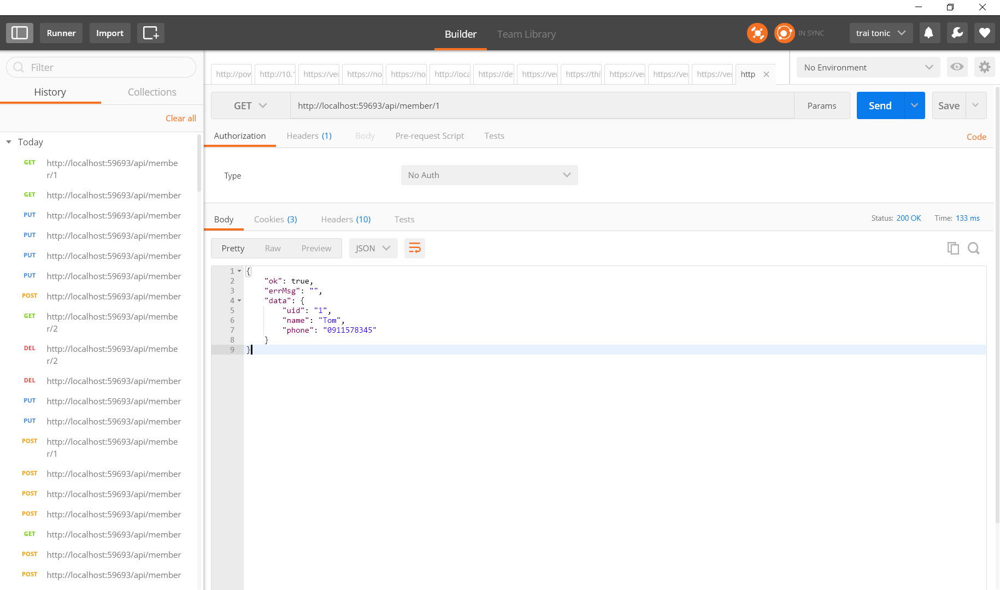 Runner
Import
Builder
Team Library
IN SYNC
trai tonic
Filter
History
Collections
Clear all
Today
GET http://localhost:59693/api/membe
r/1
GET http://localhost:59693/api/member
PUT http://localhost:59693/api/member
PUT http://localhost:59693/api/member
PUT http://localhost:59693/api/member
PUT http://localhost:59693/api/member
POST http://localhost:59693/api/member
GET http://localhost:59693/api/membe
r/2
DEL http://localhost:59693/api/membe
r/2
DEL http://localhost:59693/api/member
PUT http://localhost:59693/api/member
PUT http://localhost:59693/api/member
POST http://localhost:59693/api/membe
r/1
POST http://localhost:59693/api/member
POST http://localhost:59693/api/member
POST http://localhost:59693/api/member
GET http://localhost:59693/api/member
POST http://localhost:59693/api/member
POST http://localhost:59693/api/member
http://pow http://10.1 https://ver https://no https://no http://loca https://de https://ver https://thi https://ver https://ver https://ver http
No Environment
GET http://localhost:59693/api/member/1 Params Send Save
Authorization Headers (1) Body Pre-request Script Tests Code
Type No Auth
Body Cookies (3) Headers (10) Tests Status: 200 OK Time: 133 ms
Pretty Raw Preview JSON
1 {
2 "ok": true,
3 "errMsg": "",
4 "data": {
5 "uid": "1",
6 "name": "Tom",
7 "phone": "0911578345"
8 }
9 }